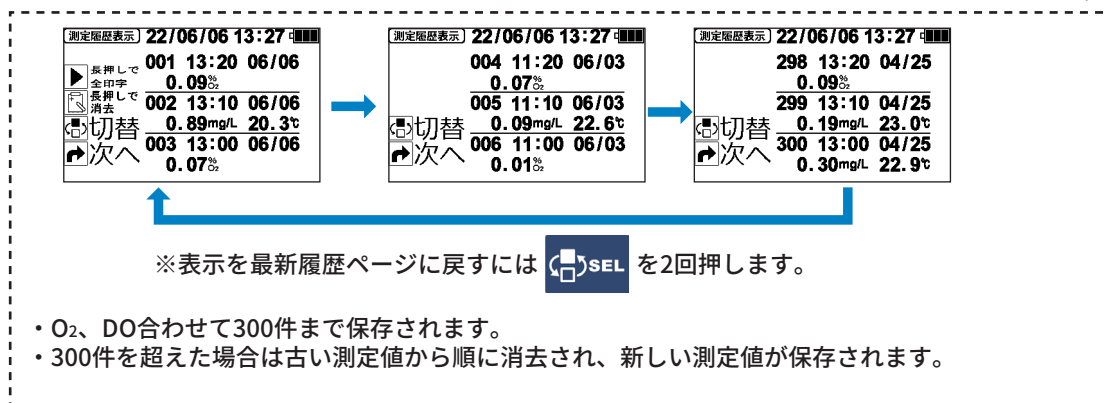 測定履歴表示 22/06/06 13:27
001 13:20 06/06
長押しで
全印字
0.09%O₂
長押しで
消去
002 13:10 06/06
切替
0.89mg/L 20.3℃
次へ
003 13:00 06/06
0.07%O₂
測定履歴表示 22/06/06 13:27
004 11:20 06/03
0.07%O₂
005 11:10 06/03
切替
0.09mg/L 22.6℃
次へ
006 11:00 06/03
0.01%O₂
測定履歴表示 22/06/06 13:27
298 13:20 04/25
0.09%O₂
299 13:10 04/25
切替
0.19mg/L 23.0℃
次へ
300 13:00 04/25
0.30mg/L 22.9℃
※表示を最新履歴ページに戻すには SEL を2回押します。
・O₂、DO合わせて300件まで保存されます。
・300件を超えた場合は古い測定値から順に消去され、新しい測定値が保存されます。